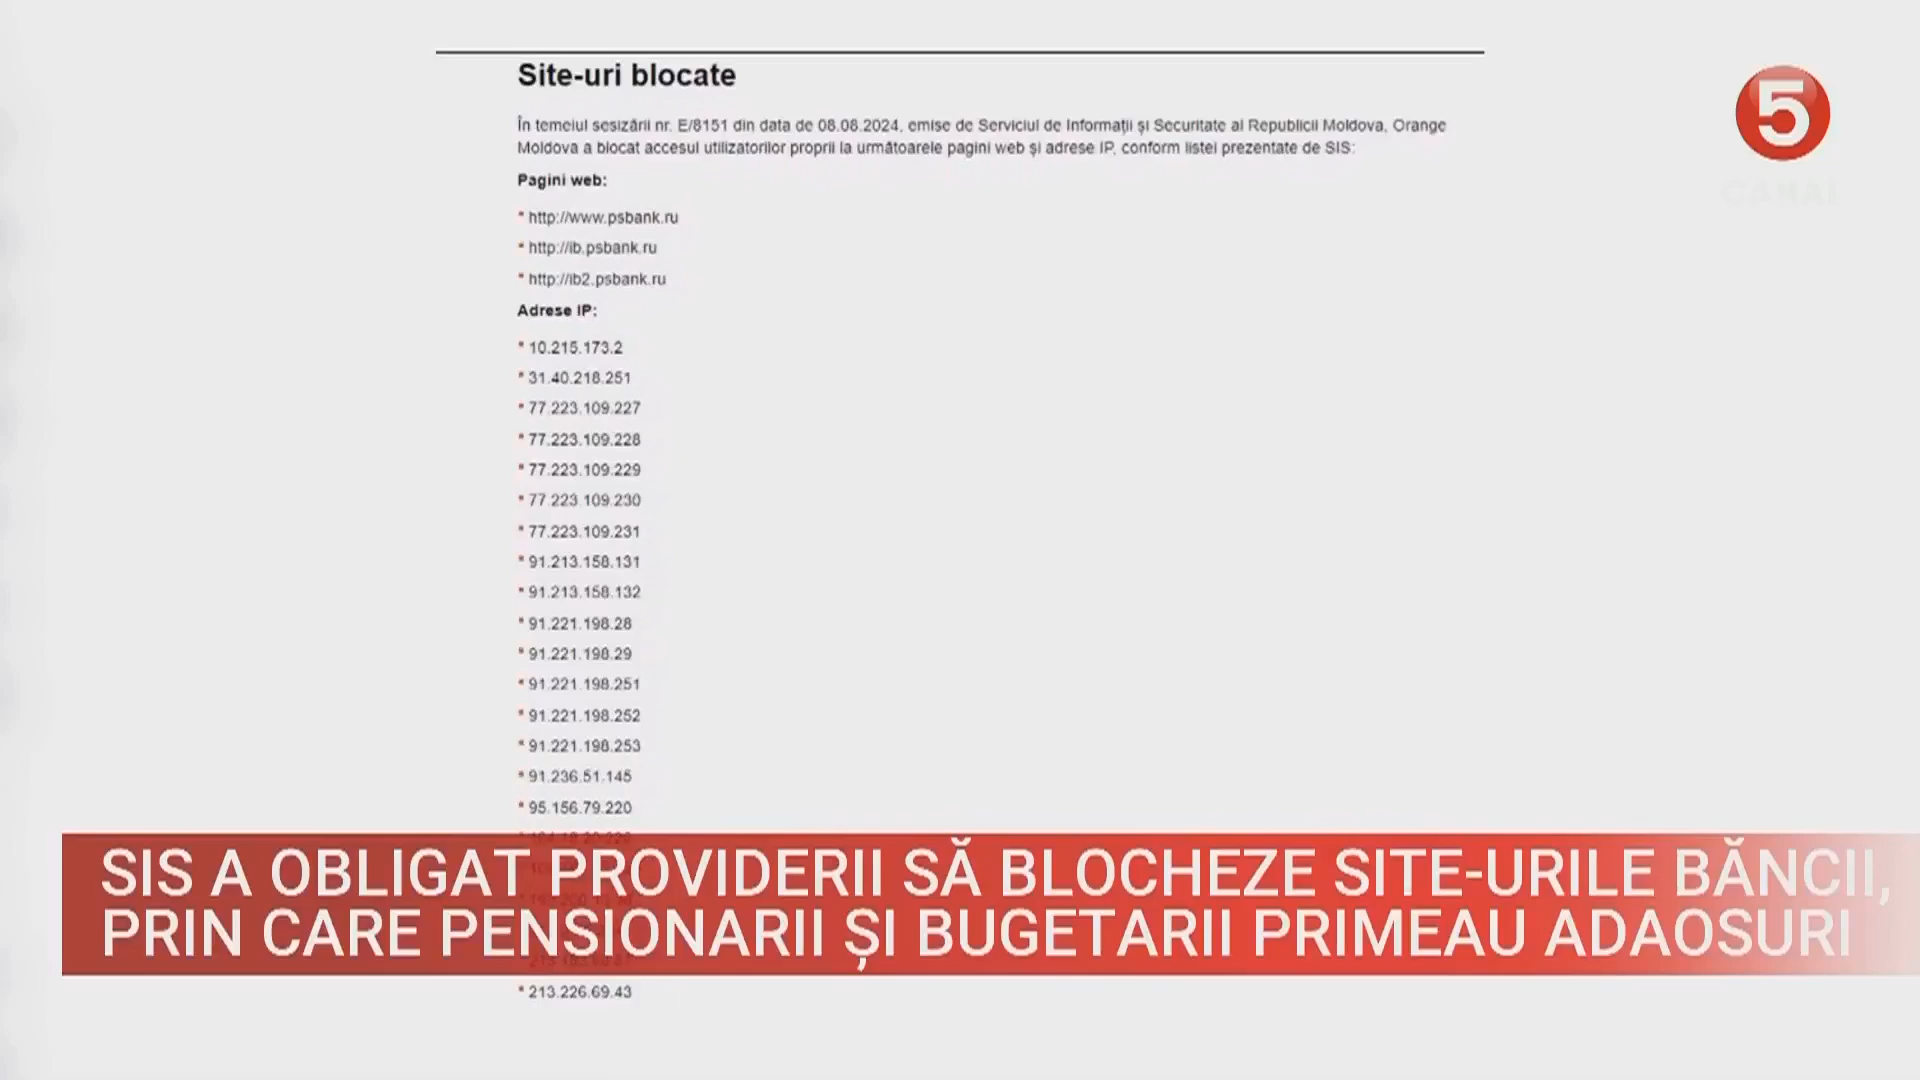 Site-uri blocate
În temeiul sesizării nr. E/8151 din data de 08.08.2024, emise de Serviciul de Informații și Securitate al Republicii Moldova, Orange
Moldova a blocat accesul utilizatorilor proprii la următoarele pagini web și adrese IP, conform listei prezentate de SIS:
Pagini web:
* http://www.psbank.ru
* http://ib.psbank.ru
* http://ib2.psbank.ru
Adrese IP:
* 10.215.173.2
* 31.40.218.251
* 77.223.109.227
* 77.223.109.228
* 77.223.109.229
* 77.223.109.230
* 77.223.109.231
* 91.213.158.131
* 91.213.158.132
* 91.221.198.28
* 91.221.198.29
* 91.221.198.251
* 91.221.198.252
* 91.221.198.253
* 91.236.51.145
* 95.156.79.220
* 213.226.69.43
5
CANAL
SIS A OBLIGAT PROVIDERII SĂ BLOCHEZE SITE-URILE BĂNCII,
PRIN CARE PENSIONARII ȘI BUGETARII PRIMEAU ADAOSURI